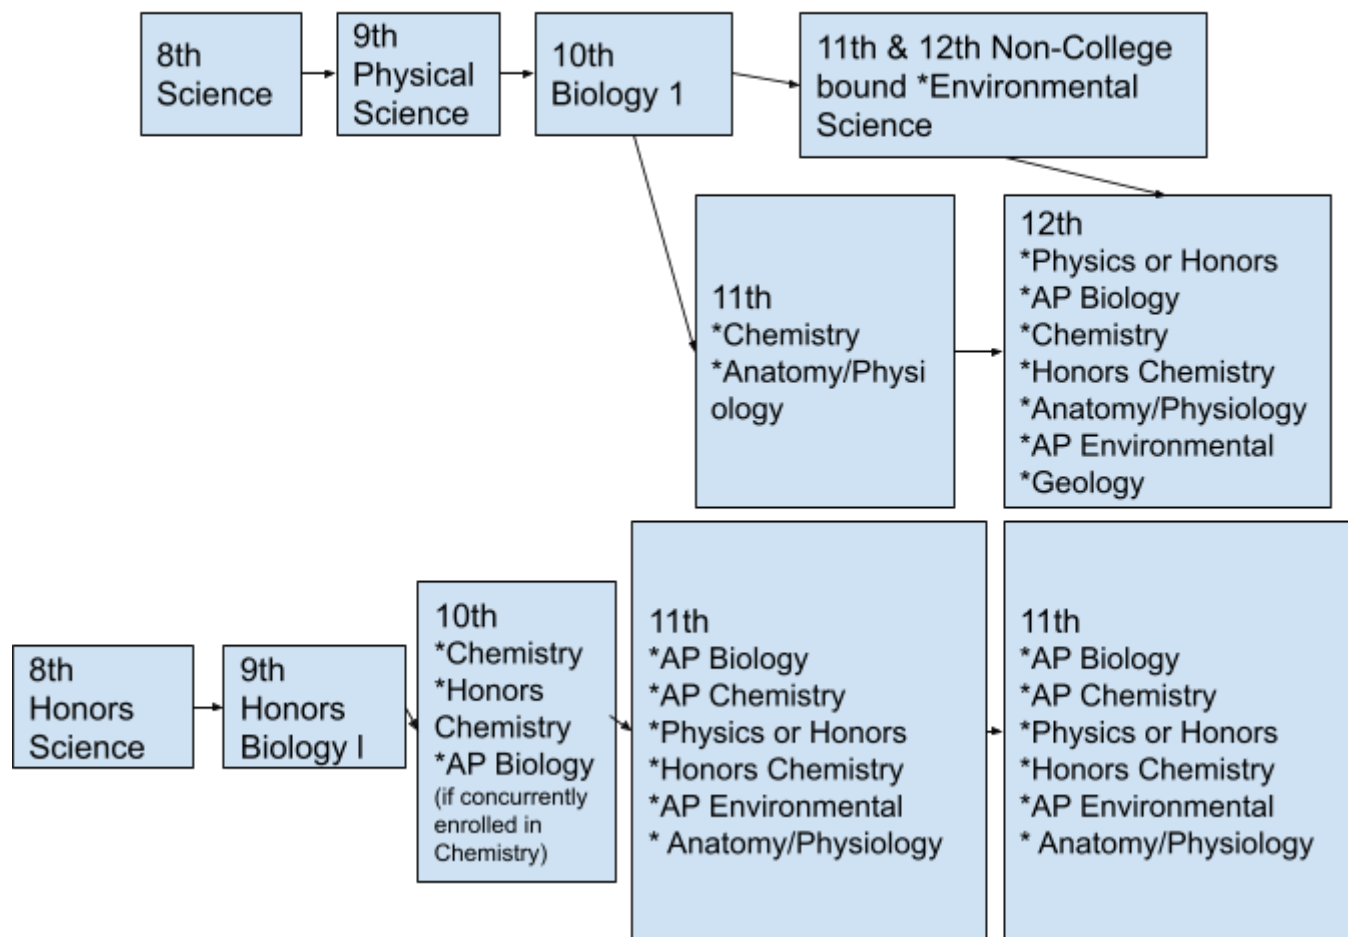 8th
Science
9th
Physical
Science
10th
Biology 1
11th & 12th Non-College
bound *Environmental
Science
11th
*Chemistry
*Anatomy/Physi
ology
12th
*Physics or Honors
*AP Biology
*Chemistry
*Honors Chemistry
*Anatomy/Physiology
*AP Environmental
*Geology
8th
Honors
Science
9th
Honors
Biology I
10th
*Chemistry
*Honors
Chemistry
*AP Biology
(if concurrently
enrolled in
Chemistry)
11th
*AP Biology
*AP Chemistry
*Physics or Honors
*Honors Chemistry
*AP Environmental
* Anatomy/Physiology
11th
*AP Biology
*AP Chemistry
*Physics or Honors
*Honors Chemistry
*AP Environmental
* Anatomy/Physiology